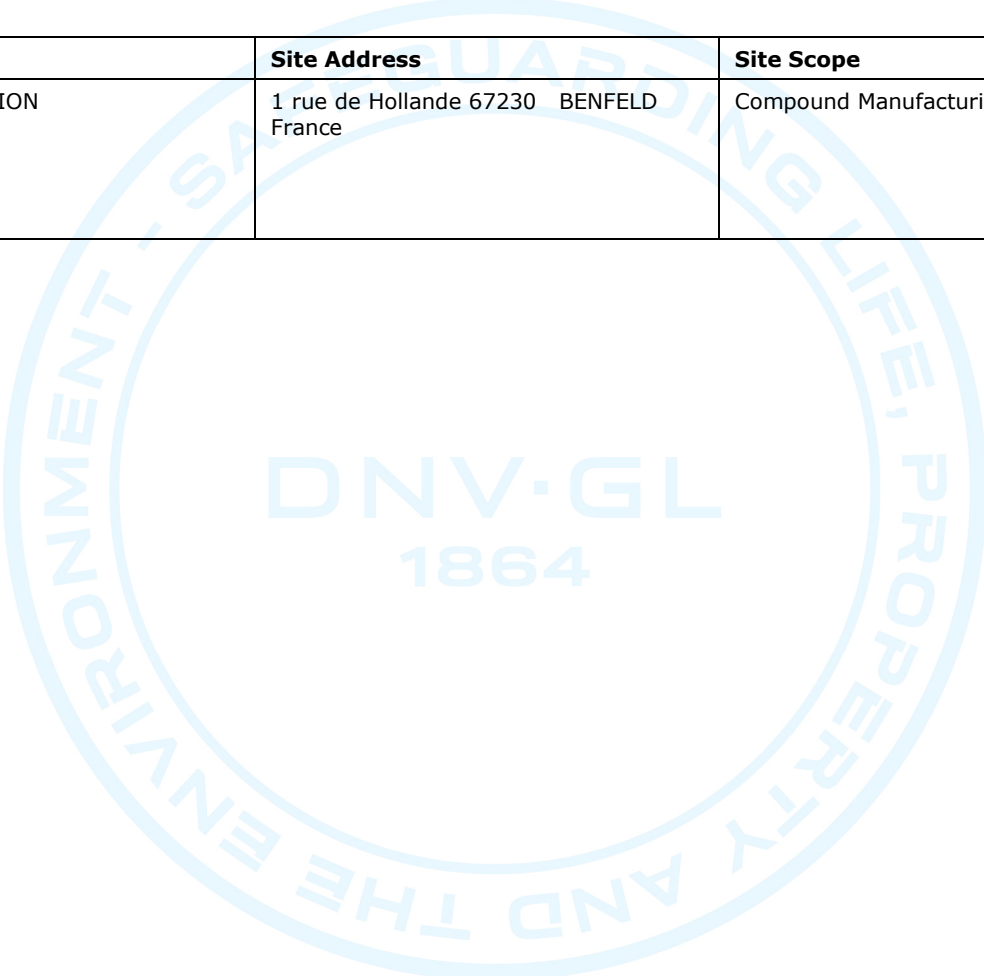 Site Address
Site Scope
ION
1 rue de Hollande 67230 BENFELD
Compound Manufacturi
France
SAFEGUARDING LIFE, PROPERTY AND THE ENVIRONMENT -
DNV·GL
1864